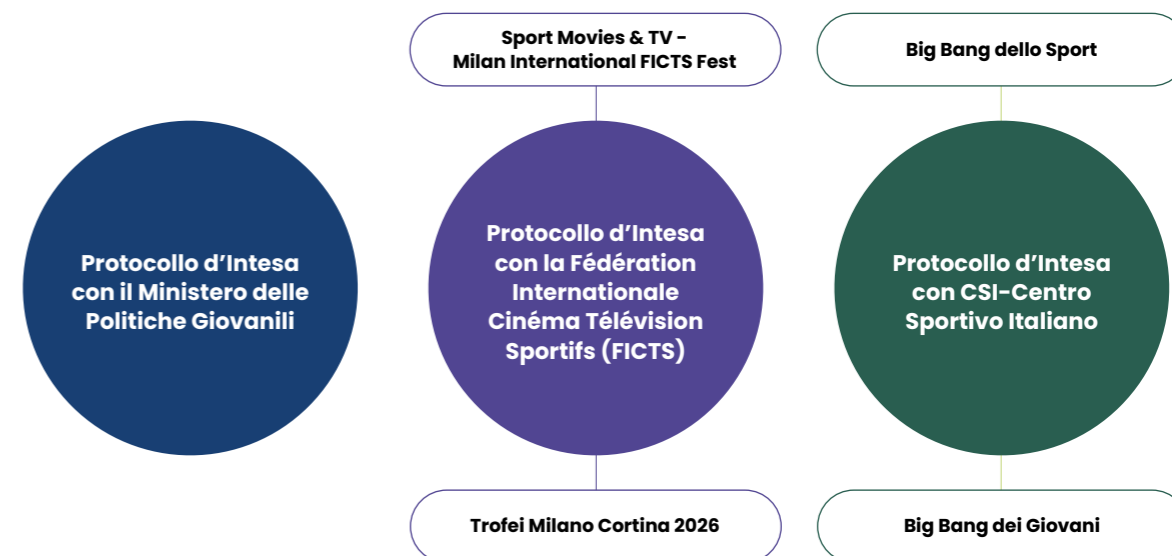 Sport Movies & TV –
Milan International FICTS Fest
Big Bang dello Sport
Protocollo d’Intesa
con il Ministero delle
Politiche Giovanili
Protocollo d’Intesa
con la Fédération
Internationale
Cinéma Télévision
Sportifs (FICTS)
Protocollo d’Intesa
con CSI-Centro
Sportivo Italiano
Trofei Milano Cortina 2026
Big Bang dei Giovani